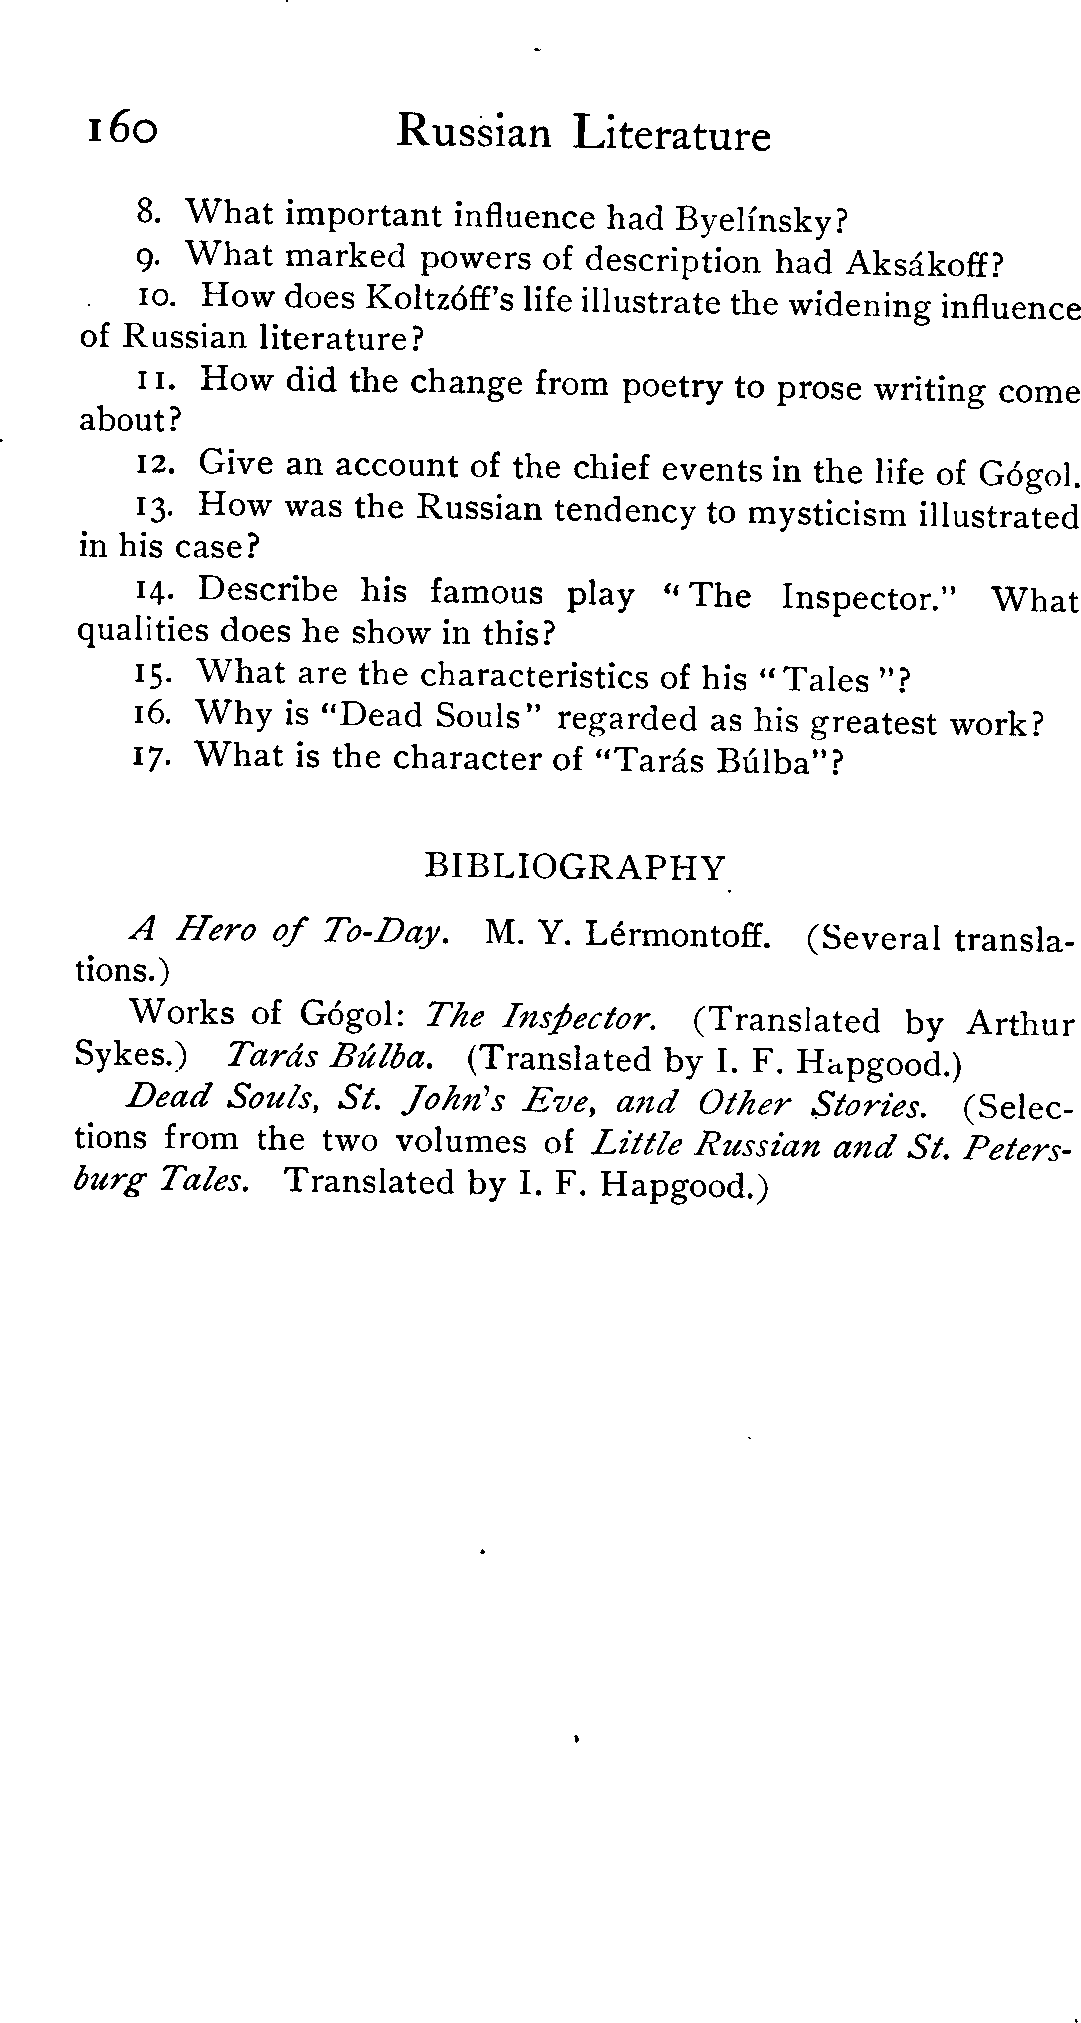 160 Russian Literature
8. What important influence had Byelínsky?
9. What marked powers of description had Aksákoff?
10. How does Koltzóff's life illustrate the widening influence
of Russian literature?
11. How did the change from poetry to prose writing come
about?
12. Give an account of the chief events in the life of Gógol.
13. How was the Russian tendency to mysticism illustrated
in his case?
14. Describe his famous play “The Inspector.” What
qualities does he show in this?
15. What are the characteristics of his “Tales”?
16. Why is “Dead Souls” regarded as his greatest work?
17. What is the character of “Tarás Búlba”?
BIBLIOGRAPHY
A Hero of To-Day. M. Y. Lérmontoff. (Several transla-
tions.)
Works of Gógol: The Inspector. (Translated by Arthur
Sykes.) Tarás Búlba. (Translated by I. F. Hapgood.)
Dead Souls, St. John's Eve, and Other Stories. (Selec-
tions from the two volumes of Little Russian and St. Peters-
burg Tales. Translated by I. F. Hapgood.)